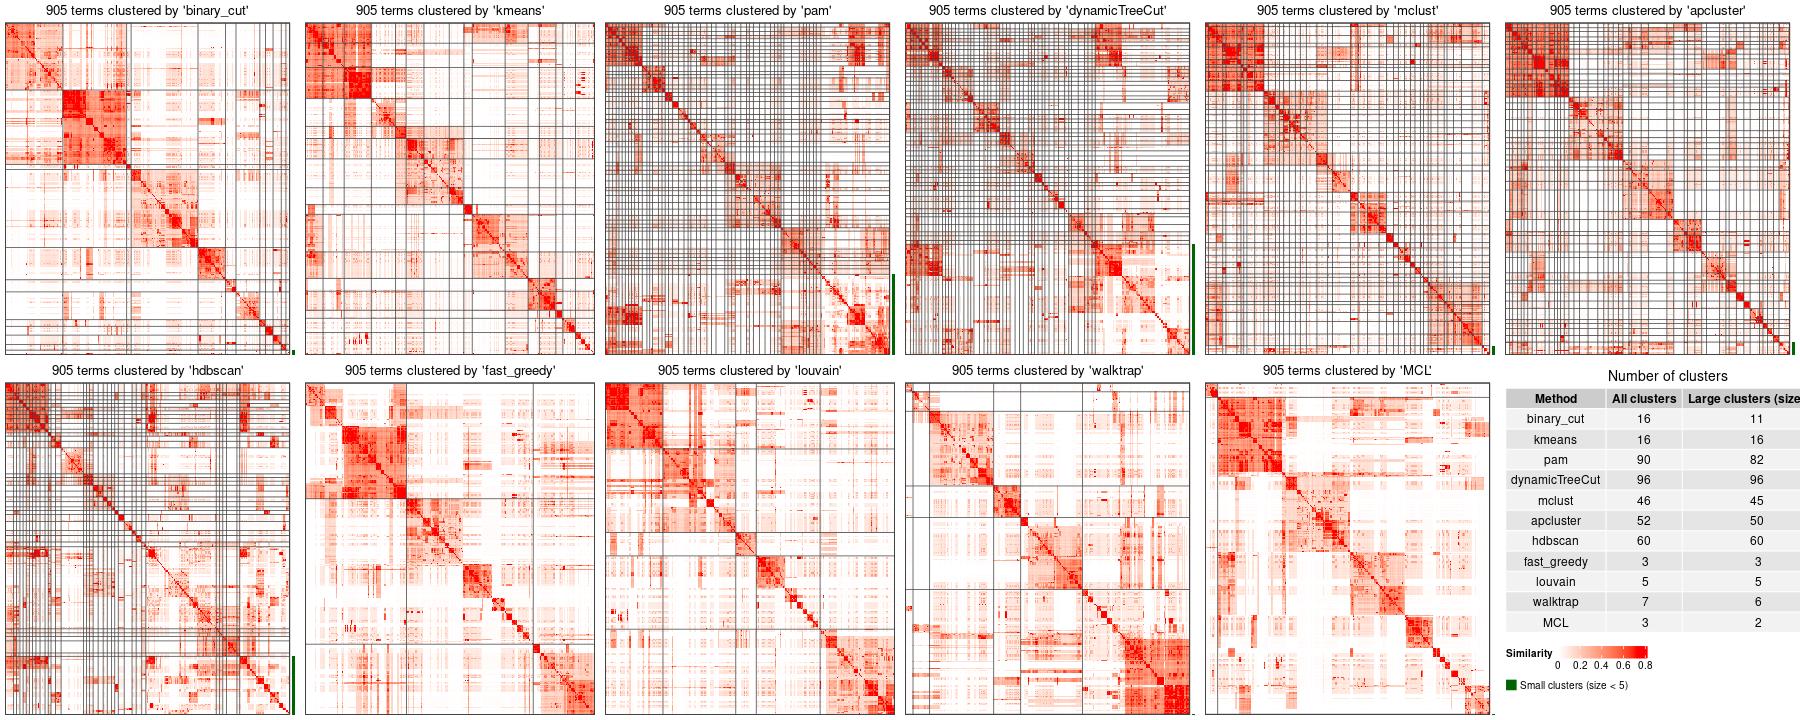 905 terms clustered by 'binary_cut'
905 terms clustered by 'kmeans'
905 terms clustered by 'pam'
905 terms clustered by 'dynamicTreeCut'
905 terms clustered by 'mclust'
905 terms clustered by 'apcluster'
905 terms clustered by 'hdbscan'
905 terms clustered by 'fast_greedy'
905 terms clustered by 'louvain'
905 terms clustered by 'walktrap'
905 terms clustered by 'MCL'
Number of clusters
Method All clusters Large clusters (size
binary_cut 16 11
kmeans 16 16
pam 90 82
dynamicTreeCut 96 96
mclust 46 45
apcluster 52 50
hdbscan 60 60
fast_greedy 3 3
louvain 5 5
walktrap 7 6
MCL 3 2
Similarity
0 0.2 0.4 0.6 0.8
Small clusters (size < 5)